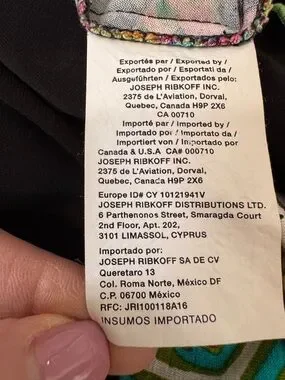 Exportés par / Exported by /
Exportado por / Esportati da /
Ausgeführten / Exportados pelo:
JOSEPH RIBKOFF INC.
2375 de L'Aviation, Dorval,
Quebec, Canada H9P 2X6
CA 00710
Importé par / Imported by /
Importado por / Importato da /
Importiert von / Importado por
Canada & U.S.A CA# 000710
JOSEPH RIBKOFF INC.
2375 de L'Aviation, Dorval,
Quebec, Canada H9P 2X6
Europe ID# CY 10121941V
JOSEPH RIBKOFF DISTRIBUTIONS LTD.
6 Parthenonos Street, Smaragda Court
2nd Floor, Apt. 202,
3101 LIMASSOL, CYPRUS
Importado por:
JOSEPH RIBKOFF SA DE CV
Queretaro 13
Col. Roma Norte, México DF
C.P. 06700 México
RFC: JRI100118A16
INSUMOS IMPORTADO